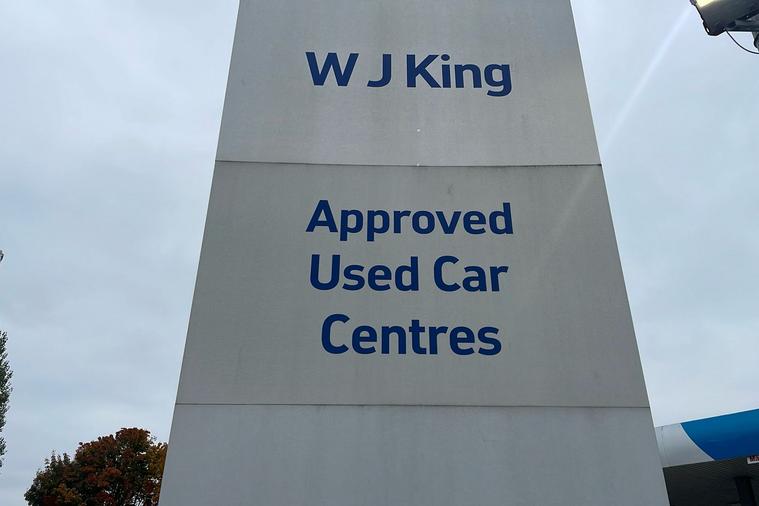 W J King
Approved
Used Car
Centres